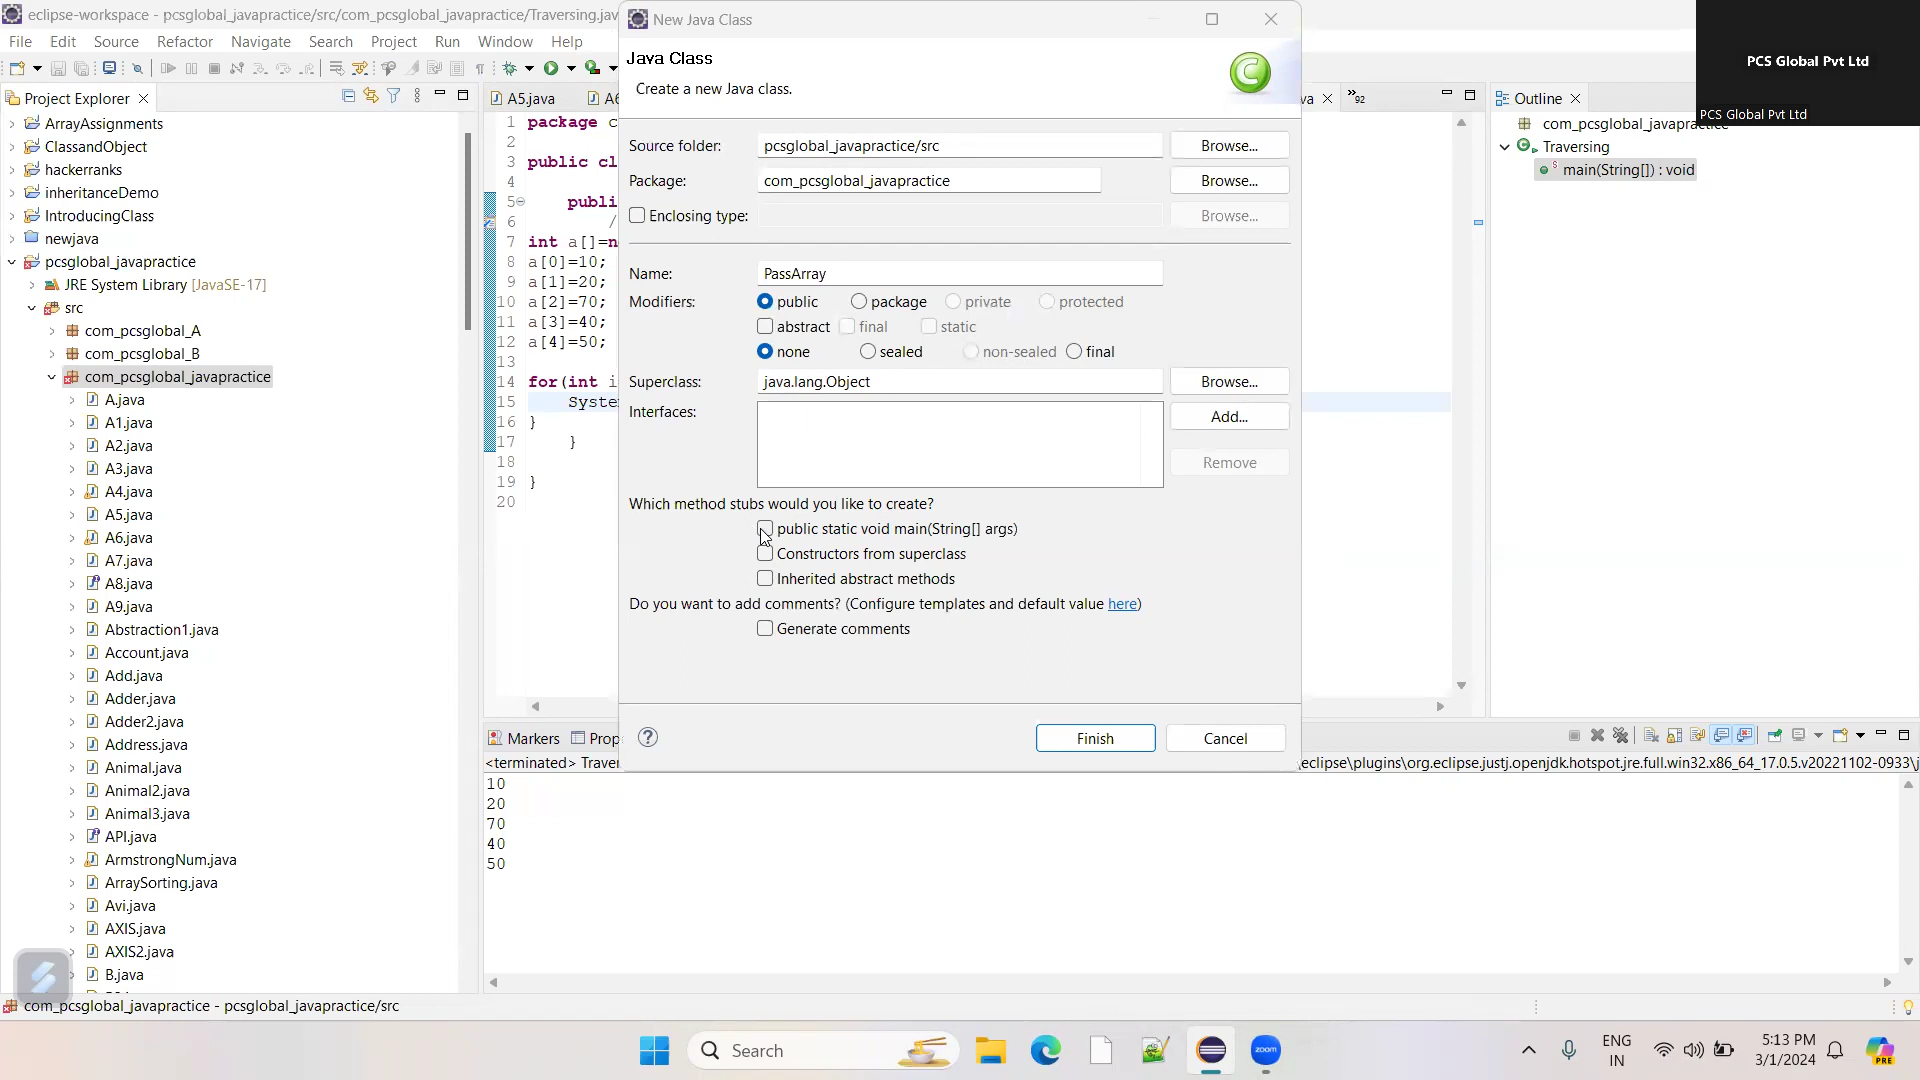 eclipse-workspace - pcsglobal_javapractice/src/com_pcsglobal_javapractice/Traversing.jav
File Edit Source Refactor Navigate Search Project Run Window Help
Project Explorer
ArrayAssignments
ClassandObject
hackerranks
inheritanceDemo
IntroducingClass
newjava
pcsglobal_javapractice
JRE System Library [JavaSE-17]
src
com_pcsglobal_A
com_pcsglobal_B
com_pcsglobal_javapractice
A.java
A1.java
A2.java
A3.java
A4.java
A5.java
A6.java
A7.java
A8.java
A9.java
Abstraction1.java
Account.java
Add.java
Adder.java
Adder2.java
Address.java
Animal.java
Animal2.java
Animal3.java
API.java
ArmstrongNum.java
ArraySorting.java
Avi.java
AXIS.java
AXIS2.java
B.java
A5.java A6
va 92
1 package c
2
3 public cl
4
5 publi
6 /
7 int a[]=n
8 a[0]=10;
9 a[1]=20;
10 a[2]=70;
11 a[3]=40;
12 a[4]=50;
13
14 for(int i
15 Syste
16 }
17 }
18
19 }
20
New Java Class
Java Class
Create a new Java class.
Source folder: pcsglobal_javapractice/src Browse...
Package: com_pcsglobal_javapractice Browse...
Enclosing type: Browse...
Name: PassArray
Modifiers: public package private protected
abstract final static
none sealed non-sealed final
Superclass: java.lang.Object Browse...
Interfaces: Add...
Remove
Which method stubs would you like to create?
public static void main(String[] args)
Constructors from superclass
Inherited abstract methods
Do you want to add comments? (Configure templates and default value here)
Generate comments
Finish Cancel
Outline
com_pcsglobal_javapractice
Traversing
main(String[]) : void
PCS Global Pvt Ltd
PCS Global Pvt Ltd
Markers Prop
<terminated> Traver
\eclipse\plugins\org.eclipse.justj.openjdk.hotspot.jre.full.win32.x86_64_17.0.5.v20221102-0933\j
10
20
70
40
50
com_pcsglobal_javapractice - pcsglobal_javapractice/src
Search
zoom
ENG
IN
5:13 PM
3/1/2024
PRE